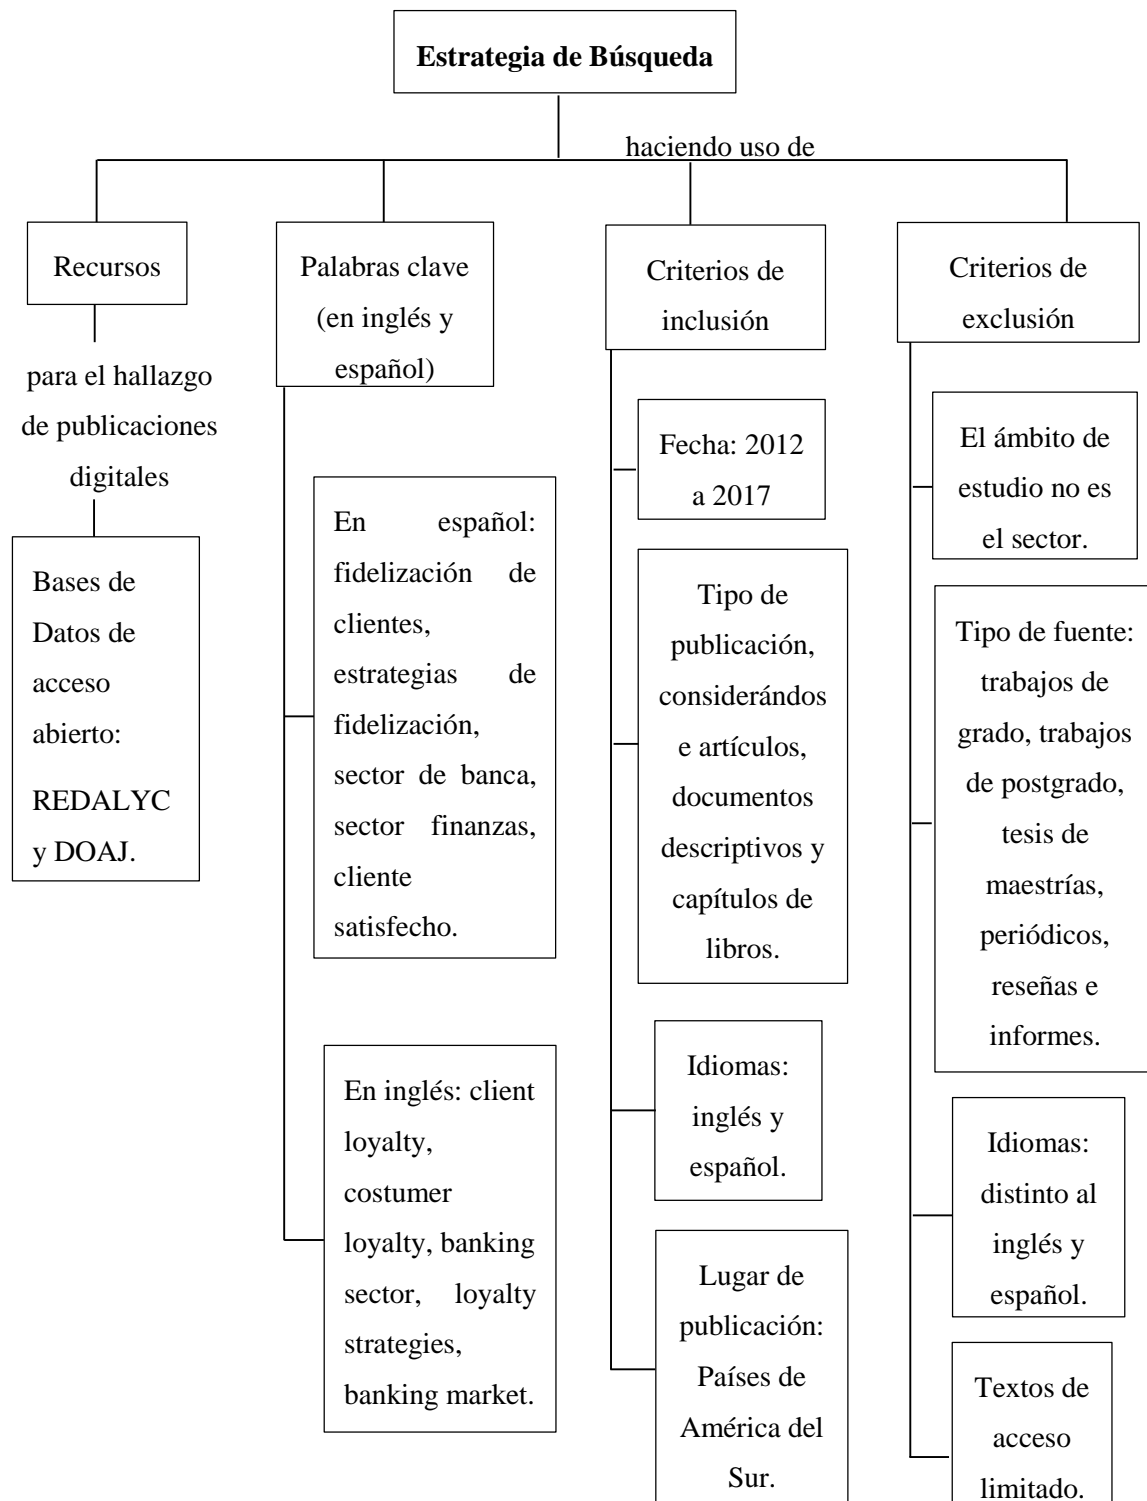 Estrategia de Búsqueda
haciendo uso de
Recursos
para el hallazgo
de publicaciones
digitales
Bases de
Datos de
acceso
abierto:
REDALYC
y DOAJ.
Palabras clave
(en inglés y
español)
En español:
fidelización de
clientes,
estrategias de
fidelización,
sector de banca,
sector finanzas,
cliente
satisfecho.
En inglés: client
loyalty,
costumer
loyalty, banking
sector, loyalty
strategies,
banking market.
Criterios de
inclusión
Fecha: 2012
a 2017
Tipo de
publicación,
considerándos
e artículos,
documentos
descriptivos y
capítulos de
libros.
Idiomas:
inglés y
español.
Lugar de
publicación:
Países de
América del
Sur.
Criterios de
exclusión
El ámbito de
estudio no es
el sector.
Tipo de fuente:
trabajos de
grado, trabajos
de postgrado,
tesis de
maestrías,
periódicos,
reseñas e
informes.
Idiomas:
distinto al
inglés y
español.
Textos de
acceso
limitado.